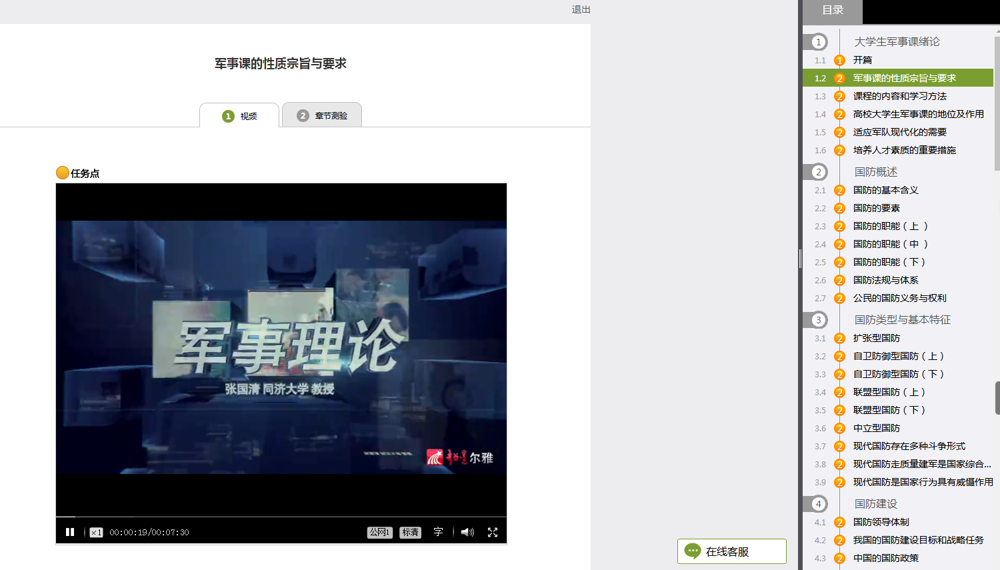 退出
军事课的性质宗旨与要求
1 视频
2 章节测验
任务点
军事理论
张国清 同济大学 教授
尔雅
×1 00:00:19/00:07:30 公网1 标清 字
在线客服
目录
1 大学生军事课绪论
1.1 1 开篇
1.2 2 军事课的性质宗旨与要求
1.3 2 课程的内容和学习方法
1.4 2 高校大学生军事课的地位及作用
1.5 2 适应军队现代化的需要
1.6 2 培养人才素质的重要措施
2 国防概述
2.1 2 国防的基本含义
2.2 2 国防的要素
2.3 2 国防的职能（上 ）
2.4 2 国防的职能（中 ）
2.5 2 国防的职能（下）
2.6 2 国防法规与体系
2.7 2 公民的国防义务与权利
3 国防类型与基本特征
3.1 2 扩张型国防
3.2 2 自卫防御型国防（上）
3.3 2 自卫防御型国防（下）
3.4 2 联盟型国防（上）
3.5 2 联盟型国防（下）
3.6 2 中立型国防
3.7 2 现代国防存在多种斗争形式
3.8 2 现代国防走质量建军是国家综合...
3.9 2 现代国防是国家行为具有威慑作用
4 国防建设
4.1 2 国防领导体制
4.2 2 我国的国防建设目标和战略任务
4.3 2 中国的国防政策